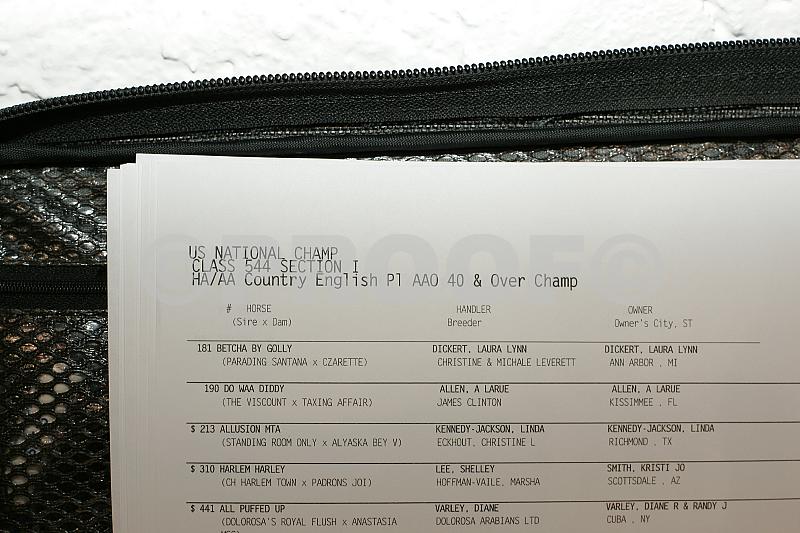 ©PROOF©
US NATIONAL CHAMP
CLASS 544 SECTION I
HA/AA Country English Pl AAO 40 & Over Champ
# HORSE HANDLER OWNER
(Sire x Dam) Breeder Owner's City, ST
181 BETCHA BY GOLLY DICKERT, LAURA LYNN DICKERT, LAURA LYNN
(PARADING SANTANA x CZARETTE) CHRISTINE & MICHALE LEVERETT ANN ARBOR , MI
190 DO WAA DIDDY ALLEN, A LARUE ALLEN, A LARUE
(THE VISCOUNT x TAXING AFFAIR) JAMES CLINTON KISSIMMEE , FL
$ 213 ALLUSION MTA KENNEDY-JACKSON, LINDA KENNEDY-JACKSON, LINDA
(STANDING ROOM ONLY x ALYASKA BEY V) ECKHOUT, CHRISTINE L RICHMOND , TX
$ 310 HARLEM HARLEY LEE, SHELLEY SMITH, KRISTI JO
(CH HARLEM TOWN x PADRONS JOI) HOFFMAN-VAILE, MARSHA SCOTTSDALE , AZ
$ 441 ALL PUFFED UP VARLEY, DIANE VARLEY, DIANE R & RANDY J
(DOLOROSA'S ROYAL FLUSH x ANASTASIA DOLOROSA ARABIANS LTD CUBA , NY